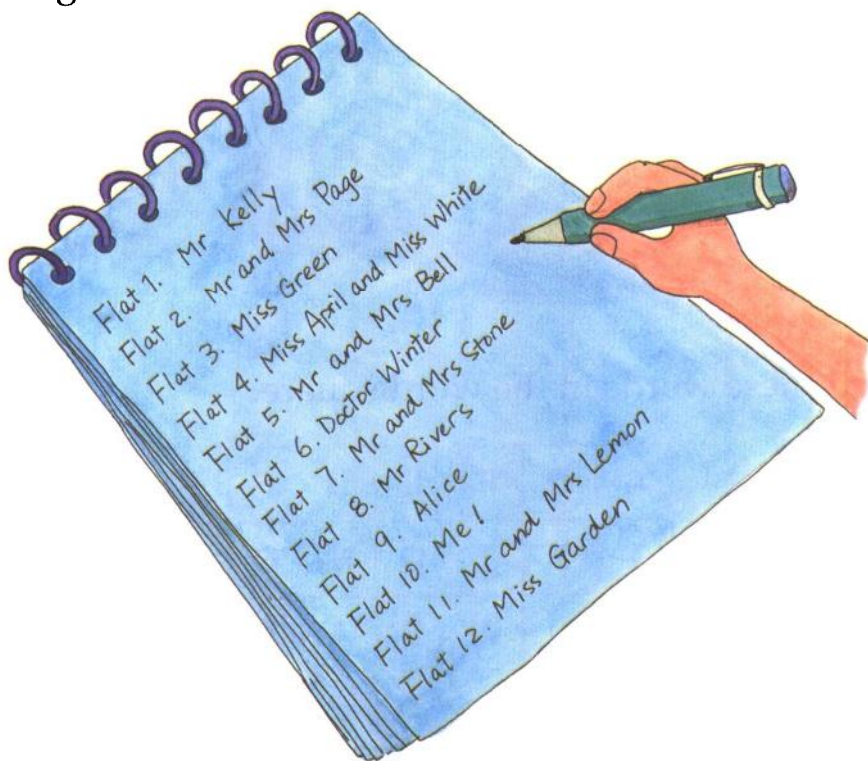 Flat 1. Mr Kelly
Flat 2. Mr and Mrs Page
Flat 3. Miss Green
Flat 4. Miss April and Miss White
Flat 5. Mr and Mrs Bell
Flat 6. Doctor Winter
Flat 7. Mr and Mrs Stone
Flat 8. Mr Rivers
Flat 9. Alice
Flat 10. Me!
Flat 11. Mr and Mrs Lemon
Flat 12. Miss Garden